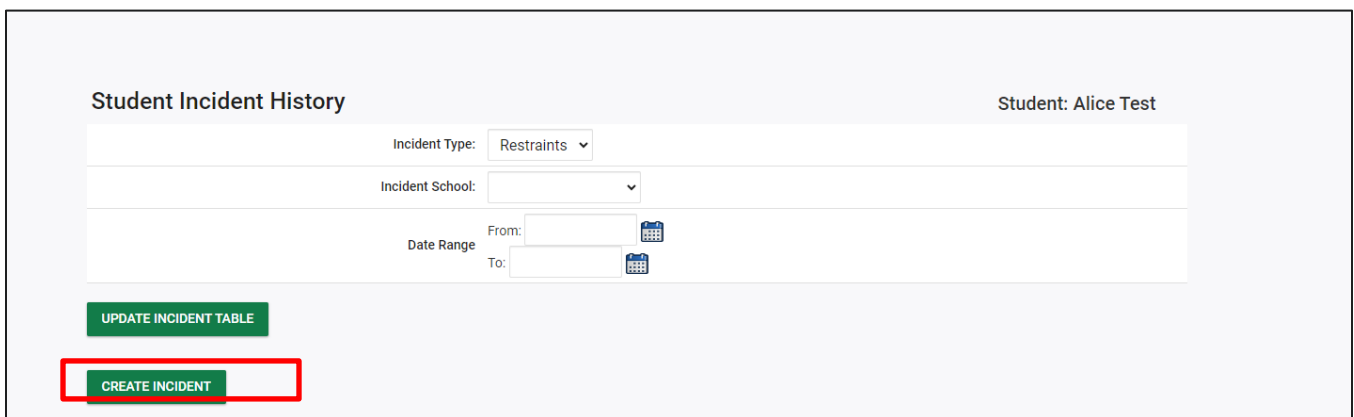 Student Incident History
Student: Alice Test
Incident Type: Restraints
Incident School:
Date Range
From:
To:
UPDATE INCIDENT TABLE
CREATE INCIDENT